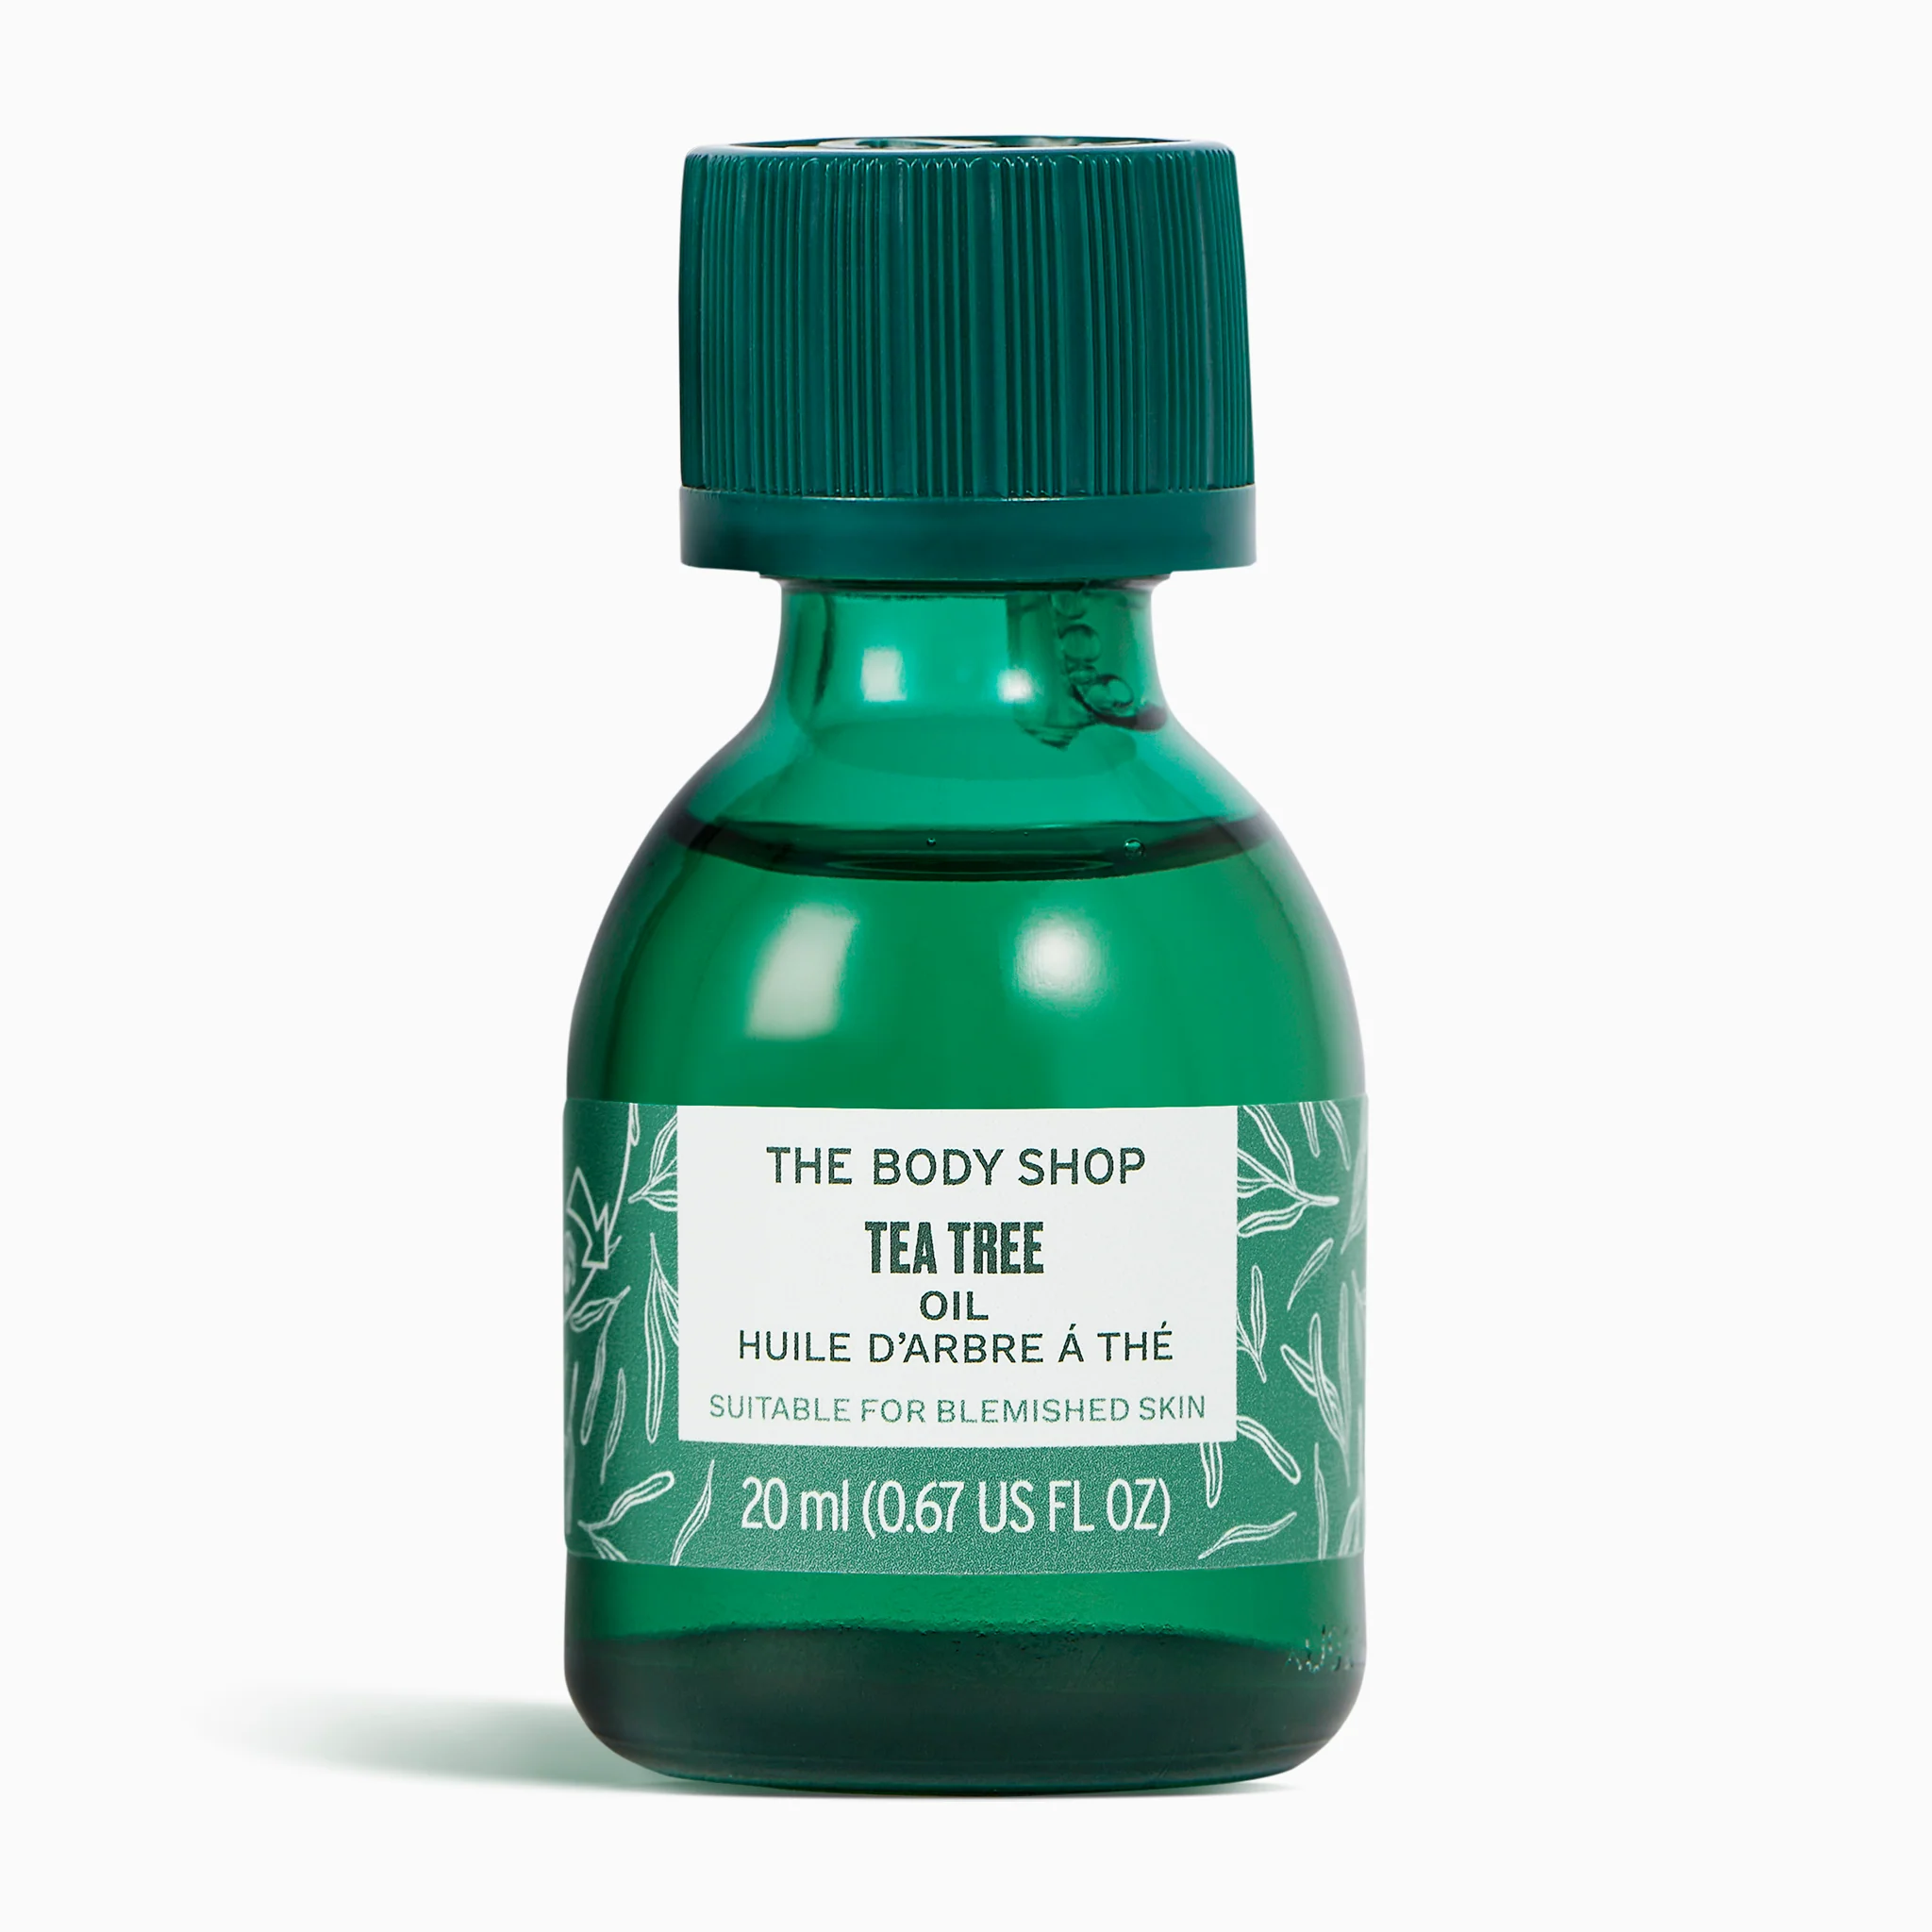 THE BODY SHOP
TEA TREE
OIL
HUILE D’ARBRE Á THÉ
SUITABLE FOR BLEMISHED SKIN
20 ml (0.67 US FL OZ)